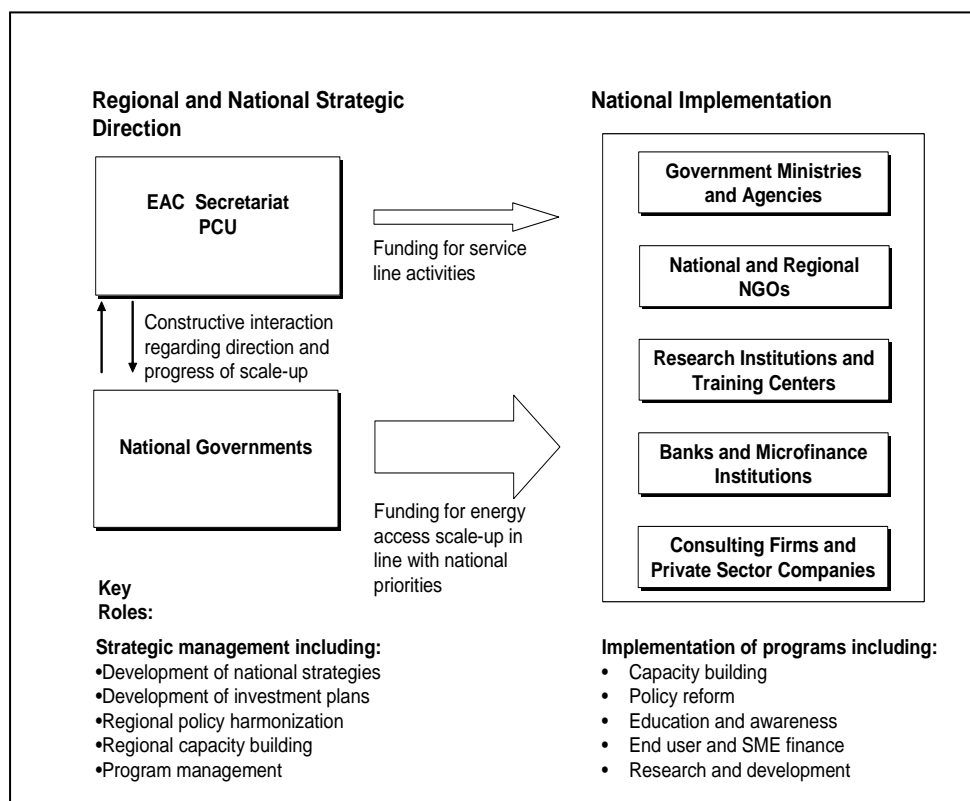 Regional and National Strategic
Direction
EAC Secretariat
PCU
Constructive interaction
regarding direction and
progress of scale-up
National Governments
Funding for service
line activities
Funding for energy
access scale-up in
line with national
priorities
National Implementation
Government Ministries
and Agencies
National and Regional
NGOs
Research Institutions and
Training Centers
Banks and Microfinance
Institutions
Consulting Firms and
Private Sector Companies
Key
Roles:
Strategic management including:
•Development of national strategies
•Development of investment plans
•Regional policy harmonization
•Regional capacity building
•Program management
Implementation of programs including:
• Capacity building
• Policy reform
• Education and awareness
• End user and SME finance
• Research and development